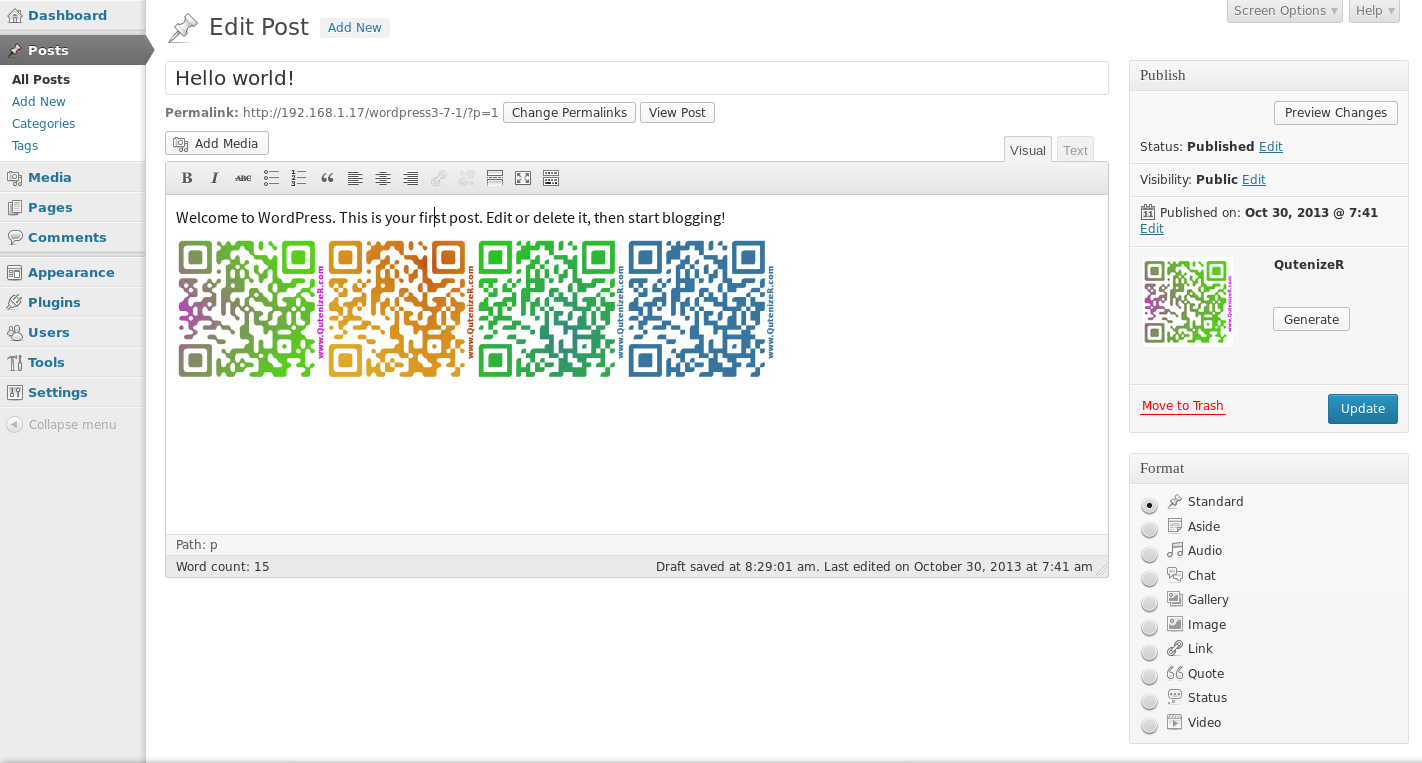 Dashboard
Posts
All Posts
Add New
Categories
Tags
Media
Pages
Comments
Appearance
Plugins
Users
Tools
Settings
Collapse menu
Screen Options Help
Edit Post Add New
Hello world!
Permalink: http://192.168.1.17/wordpress3-7-1/?p=1 Change Permalinks View Post
Add Media
Visual Text
B I ABC
Welcome to WordPress. This is your first post. Edit or delete it, then start blogging!
www.QutenizeR.com
www.QutenizeR.com
www.QutenizeR.com
www.QutenizeR.com
Path: p
Word count: 15 Draft saved at 8:29:01 am. Last edited on October 30, 2013 at 7:41 am
Publish
Preview Changes
Status: Published Edit
Visibility: Public Edit
Published on: Oct 30, 2013 @ 7:41
Edit
QutenizeR
www.QutenizeR.com
Generate
Move to Trash Update
Format
Standard
Aside
Audio
Chat
Gallery
Image
Link
Quote
Status
Video